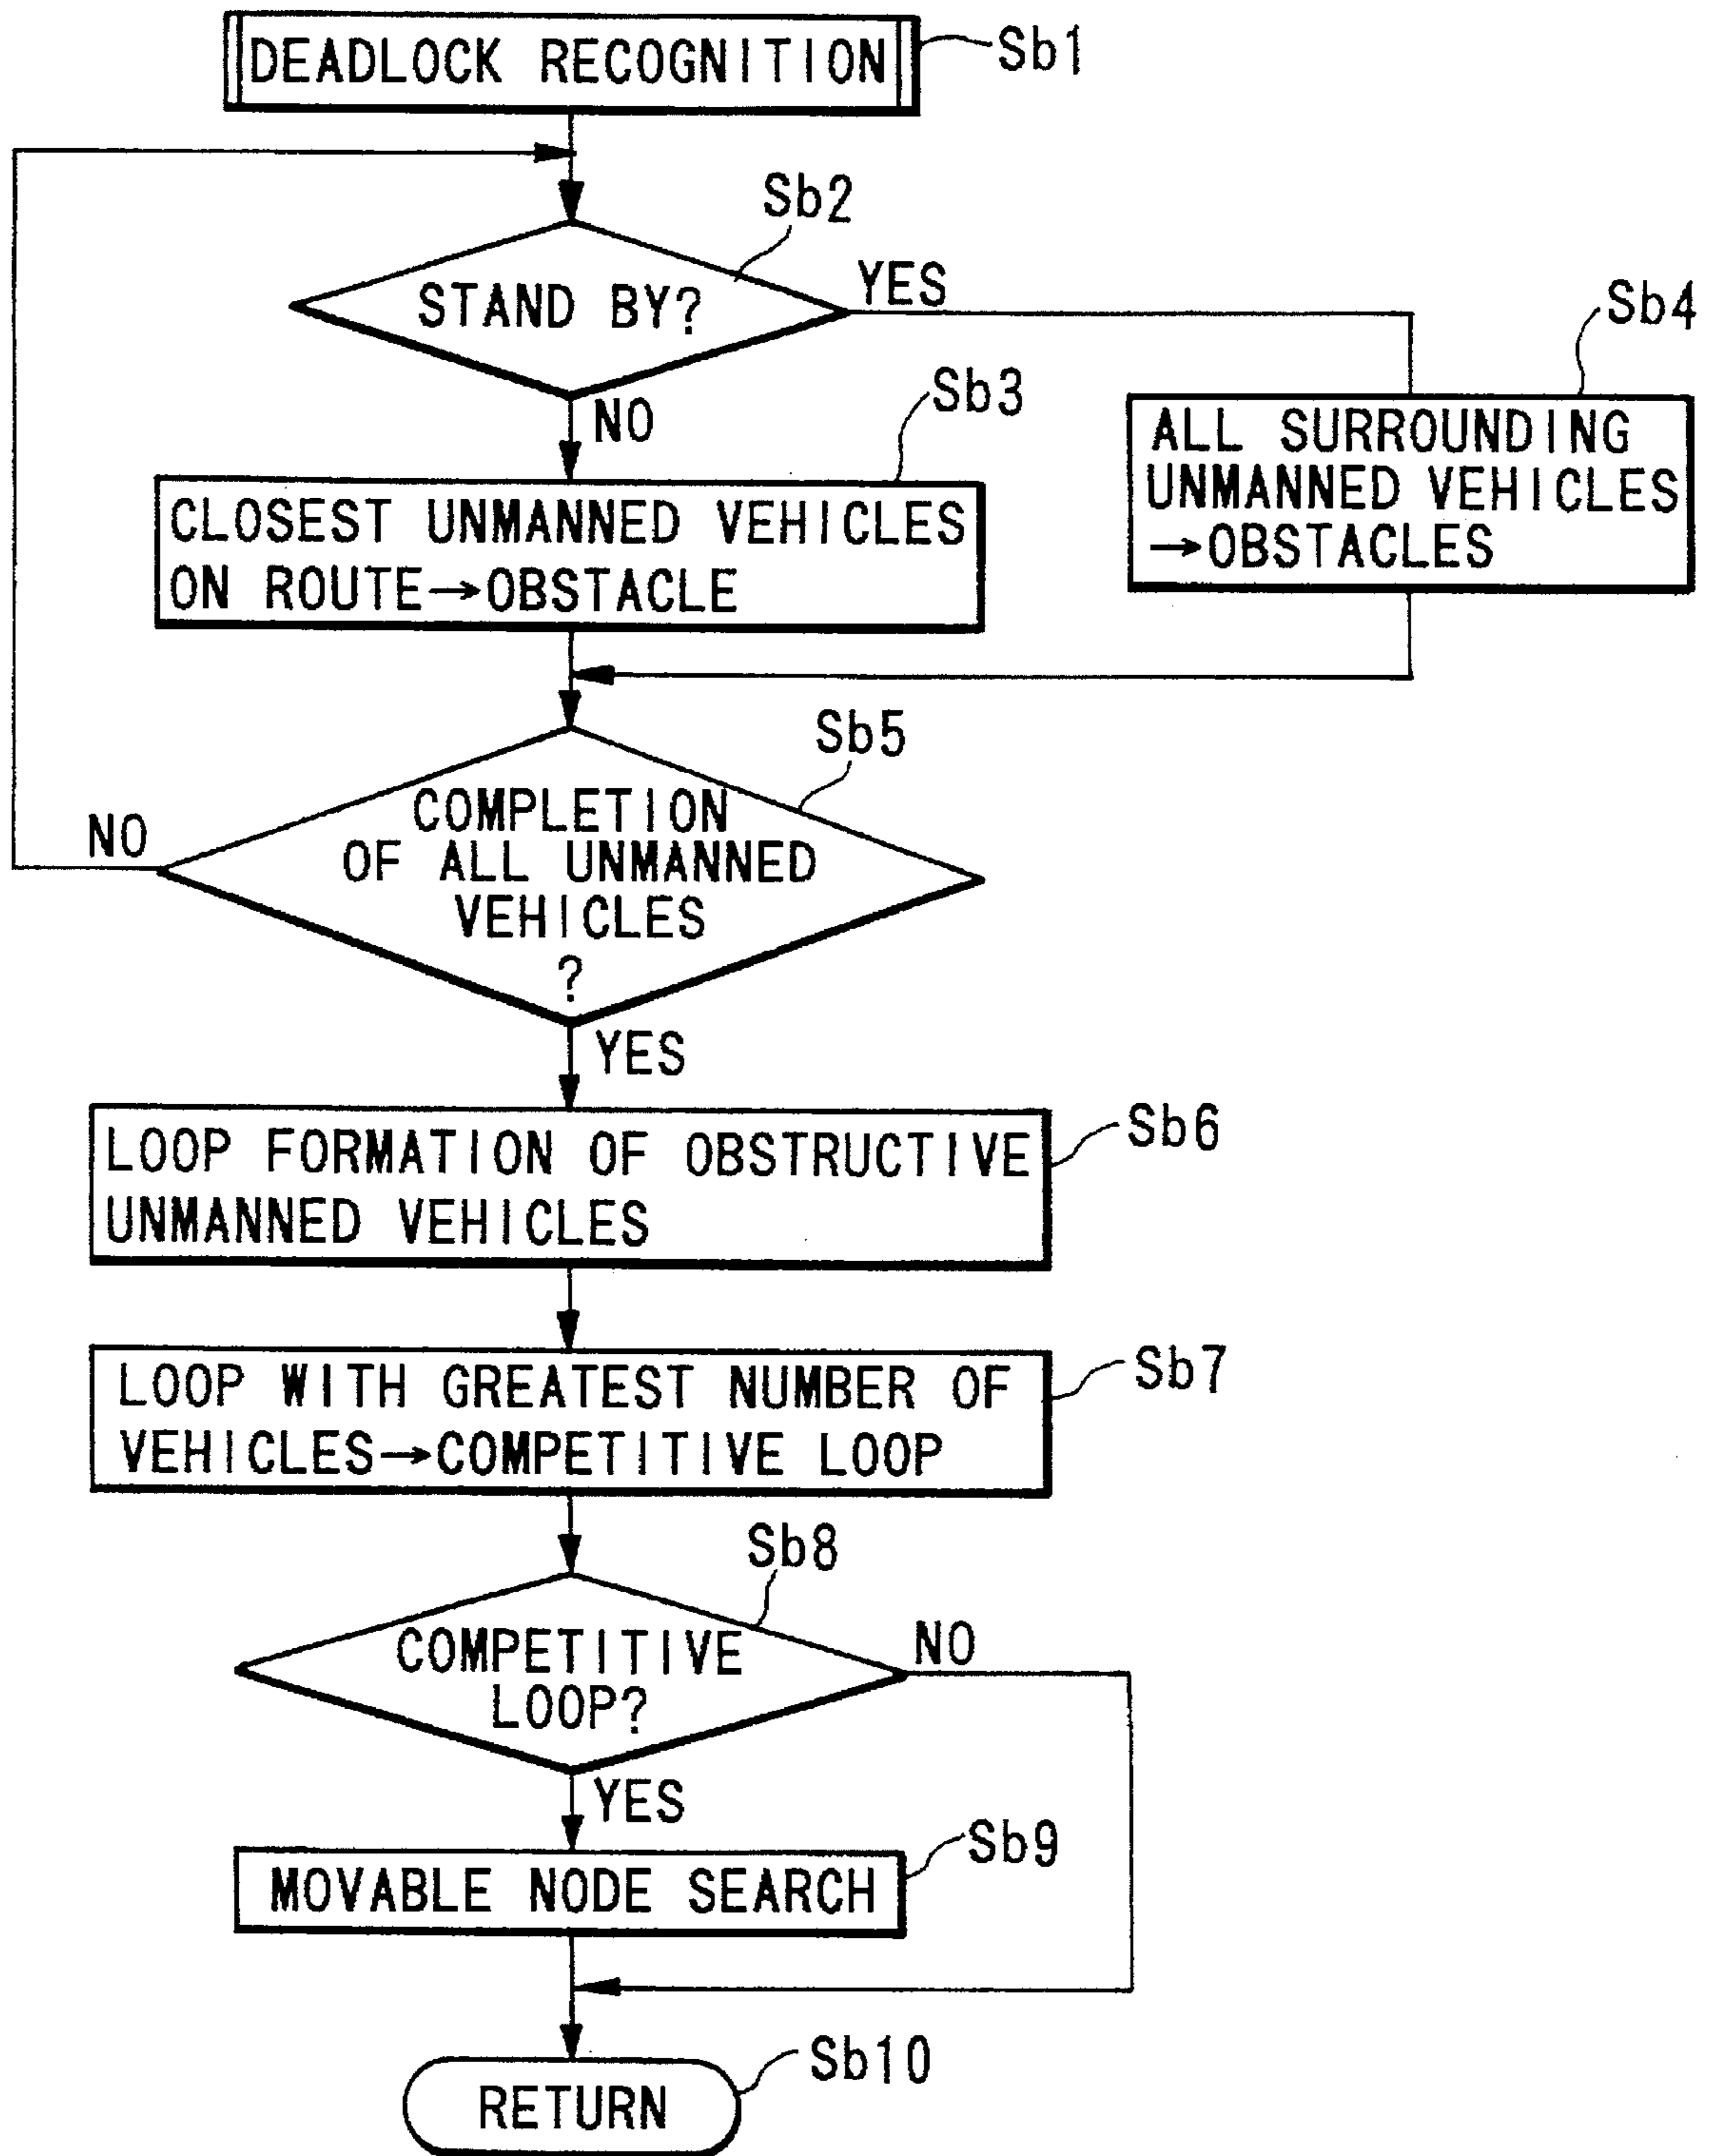 DEADLOCK RECOGNITION
Sb1
Sb2
STAND BY?
YES
Sb4
NO
Sb3
ALL SURROUNDING
UNMANNED VEHICLES
→OBSTACLES
CLOSEST UNMANNED VEHICLES
ON ROUTE→OBSTACLE
Sb5
COMPLETION
OF ALL UNMANNED
VEHICLES
?
NO
YES
LOOP FORMATION OF OBSTRUCTIVE
UNMANNED VEHICLES
Sb6
LOOP WITH GREATEST NUMBER OF
VEHICLES→COMPETITIVE LOOP
Sb7
Sb8
COMPETITIVE
LOOP?
NO
YES
Sb9
MOVABLE NODE SEARCH
Sb10
RETURN